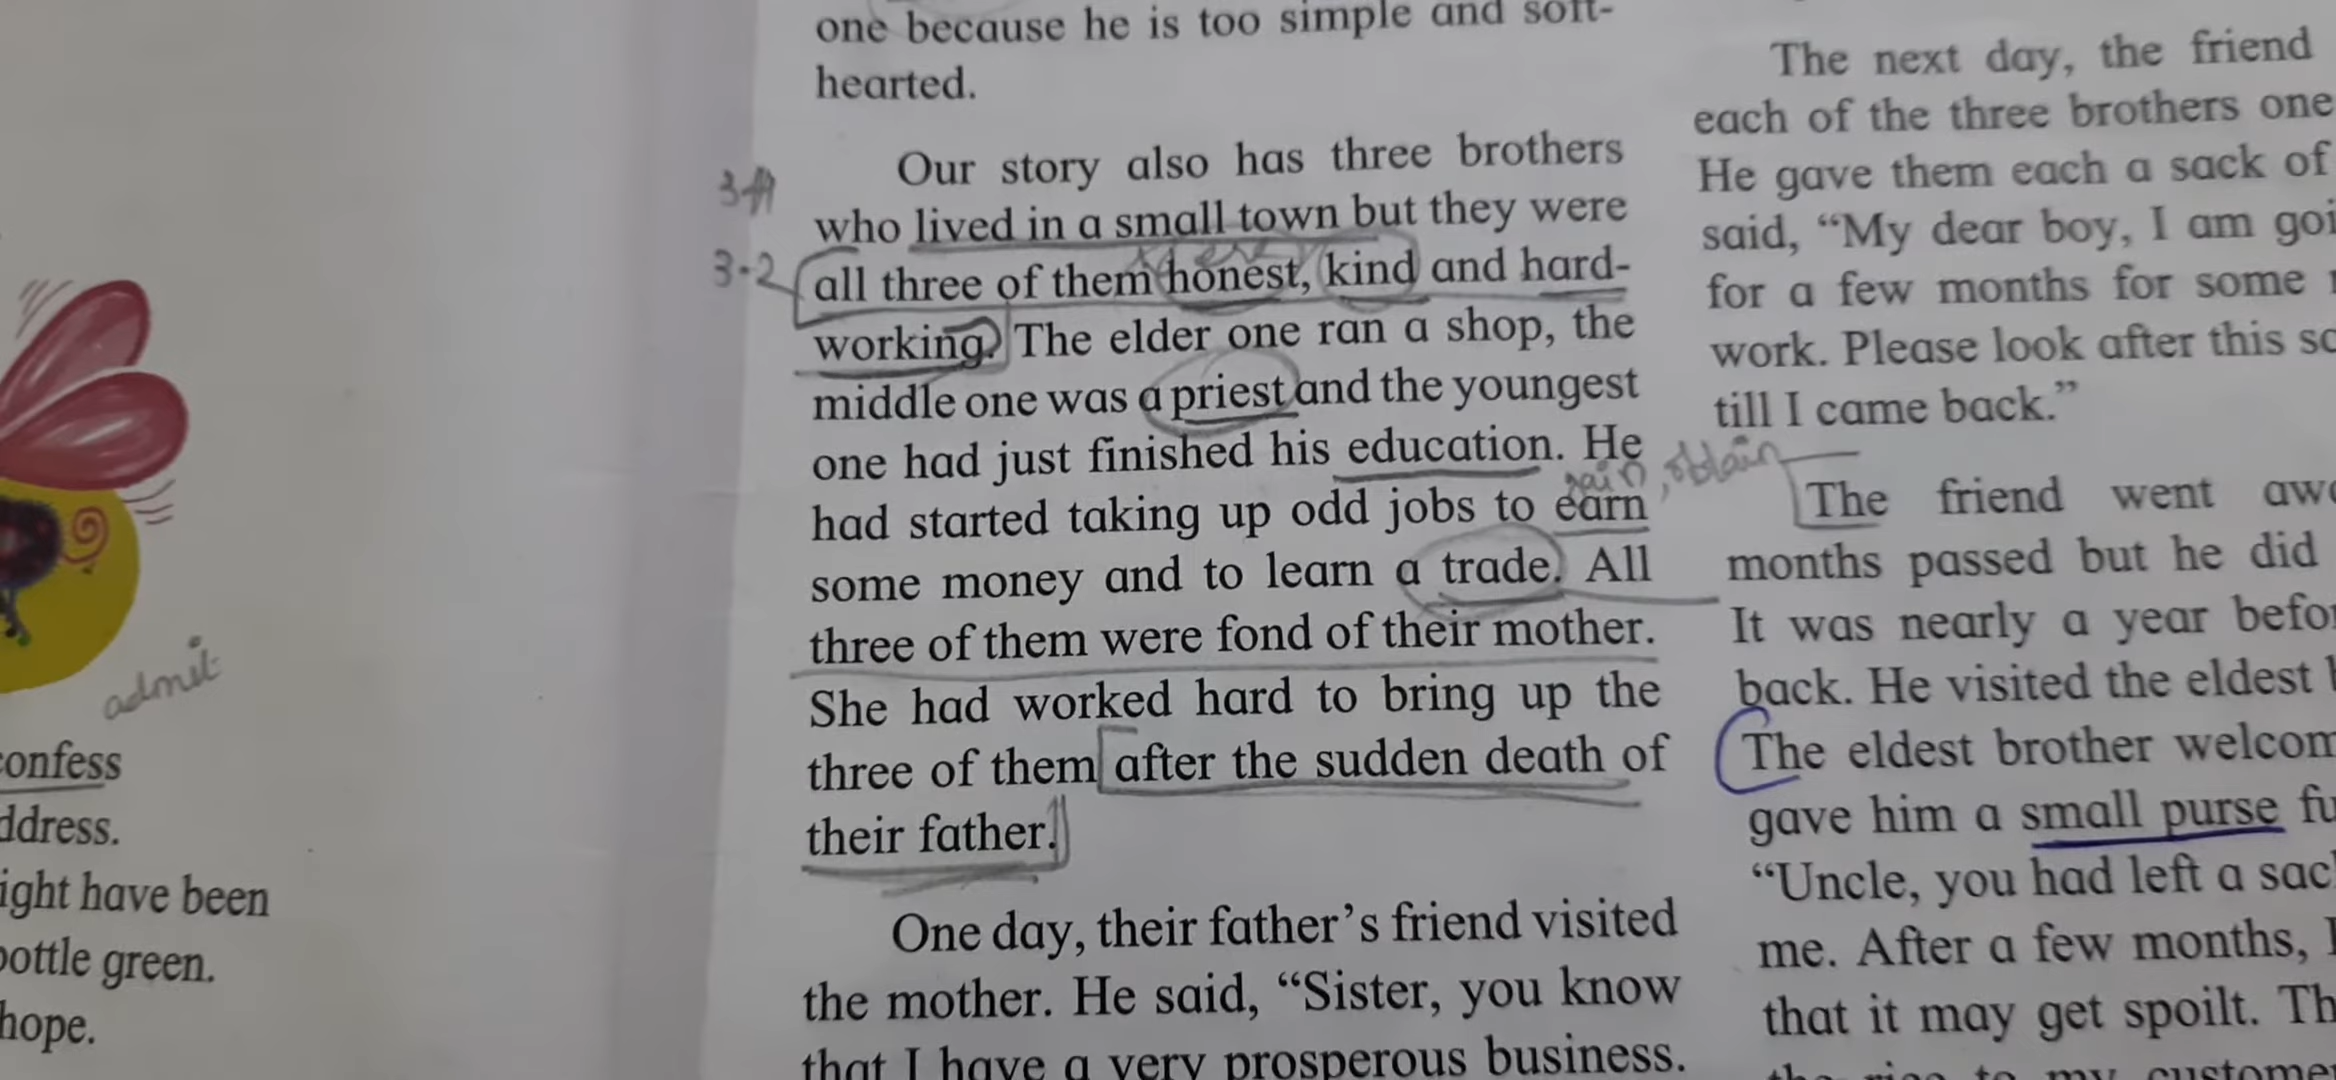 admit
confess
ddress.
ight have been
bottle green.
hope.
one because he is too simple and soft-
hearted.
Our story also has three brothers
who lived in a small town but they were
3-2
all three of them honest, kind and hard-
working. The elder one ran a shop, the
middle one was a priest and the youngest
one had just finished his education. He
gain, obtain
had started taking up odd jobs to earn
some money and to learn a trade. All
three of them were fond of their mother.
She had worked hard to bring up the
three of them after the sudden death of
their father.
One day, their father's friend visited
the mother. He said, “Sister, you know
that I have a very prosperous business.
The next day, the friend
each of the three brothers one
He gave them each a sack of
said, “My dear boy, I am goi
for a few months for some
work. Please look after this
till I came back.”
The friend went
months passed but he did
It was nearly a year
back. He visited the eldest
The eldest brother
gave him a small purse
“Uncle, you had left a
me. After a few months,
that it may get spoilt.
to my